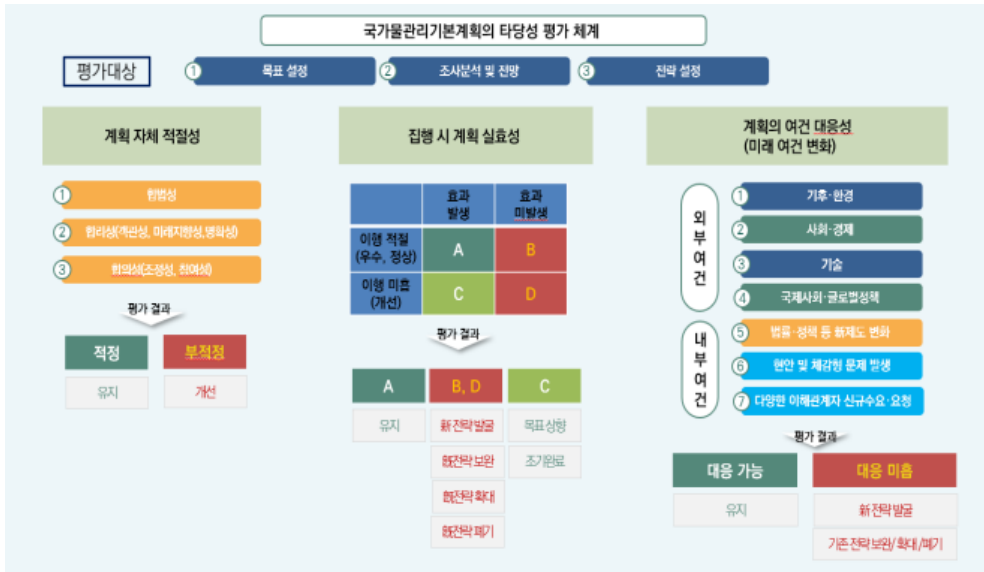 국가물관리기본계획의 타당성 평가 체계
평가대상
① 목표 설정
② 조사분석 및 전망
③ 전략 설정
계획 자체 적절성
① 합법성
② 합리성(객관성, 미래지향성,명확성)
③ 합의성(조정성, 참여성)
평가 결과
적정 부적정
유지 개선
집행 시 계획 실효성
효과 발생
효과 미발생
이행 적절
(우수, 정상)
A B
이행 미흡
(개선)
C D
평가 결과
A B, D C
유지 新 전략 발굴 목표 상향
旣전략 보완 조기완료
旣전략 확대
旣전략 폐기
계획의 여건 대응성
(미래 여건 변화)
외부여건
① 기후·환경
② 사회·경제
③ 기술
④ 국제사회·글로벌정책
내부여건
⑤ 법률·정책 등 新제도 변화
⑥ 현안 및 체감형 문제 발생
⑦ 다양한 이해관계자 신규수요·요청
평가 결과
대응 가능 대응 미흡
유지 新 전략 발굴
기존 전략 보완/ 확대 /폐기